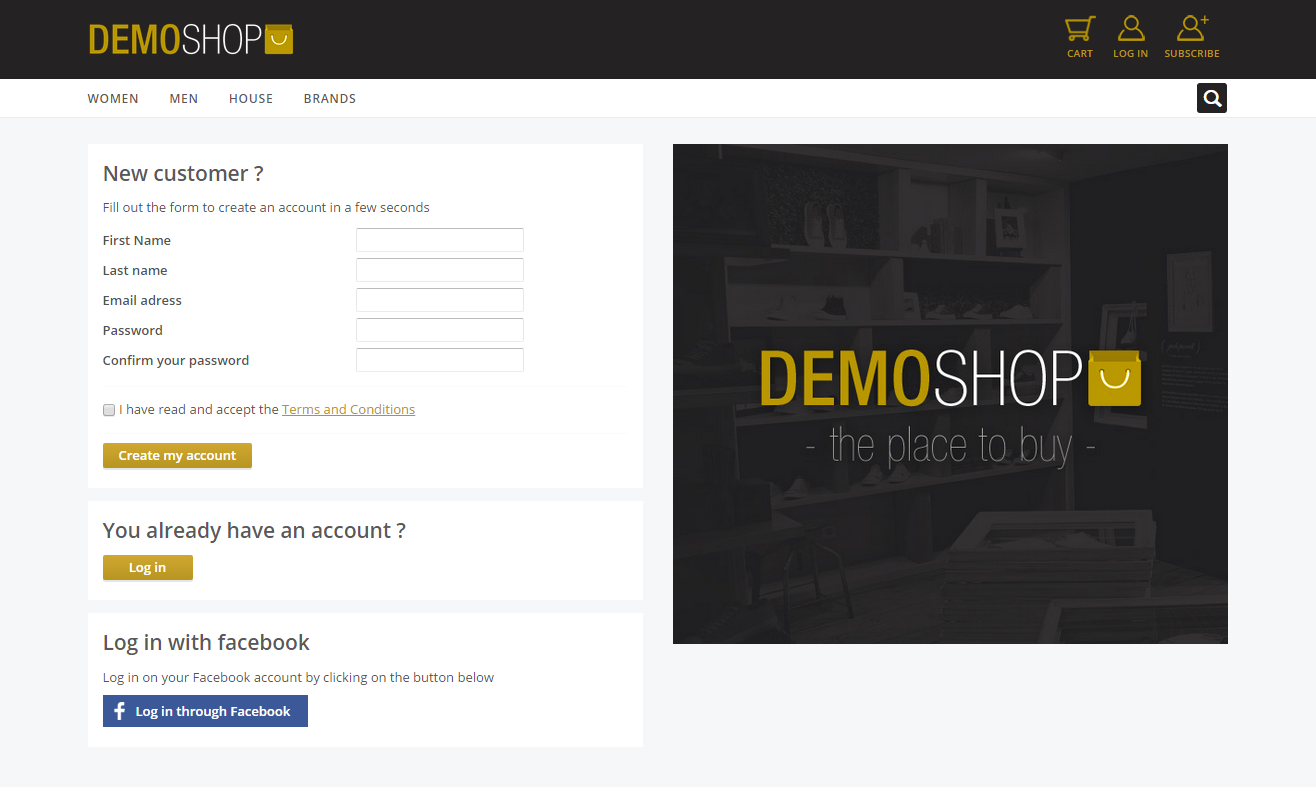 DEMOSHOP
CART LOG IN SUBSCRIBE
WOMEN MEN HOUSE BRANDS
New customer ?
Fill out the form to create an account in a few seconds
First Name
Last name
Email adress
Password
Confirm your password
I have read and accept the Terms and Conditions
Create my account
You already have an account ?
Log in
Log in with facebook
Log in on your Facebook account by clicking on the button below
f Log in through Facebook
DEMOSHOP
- the place to buy -